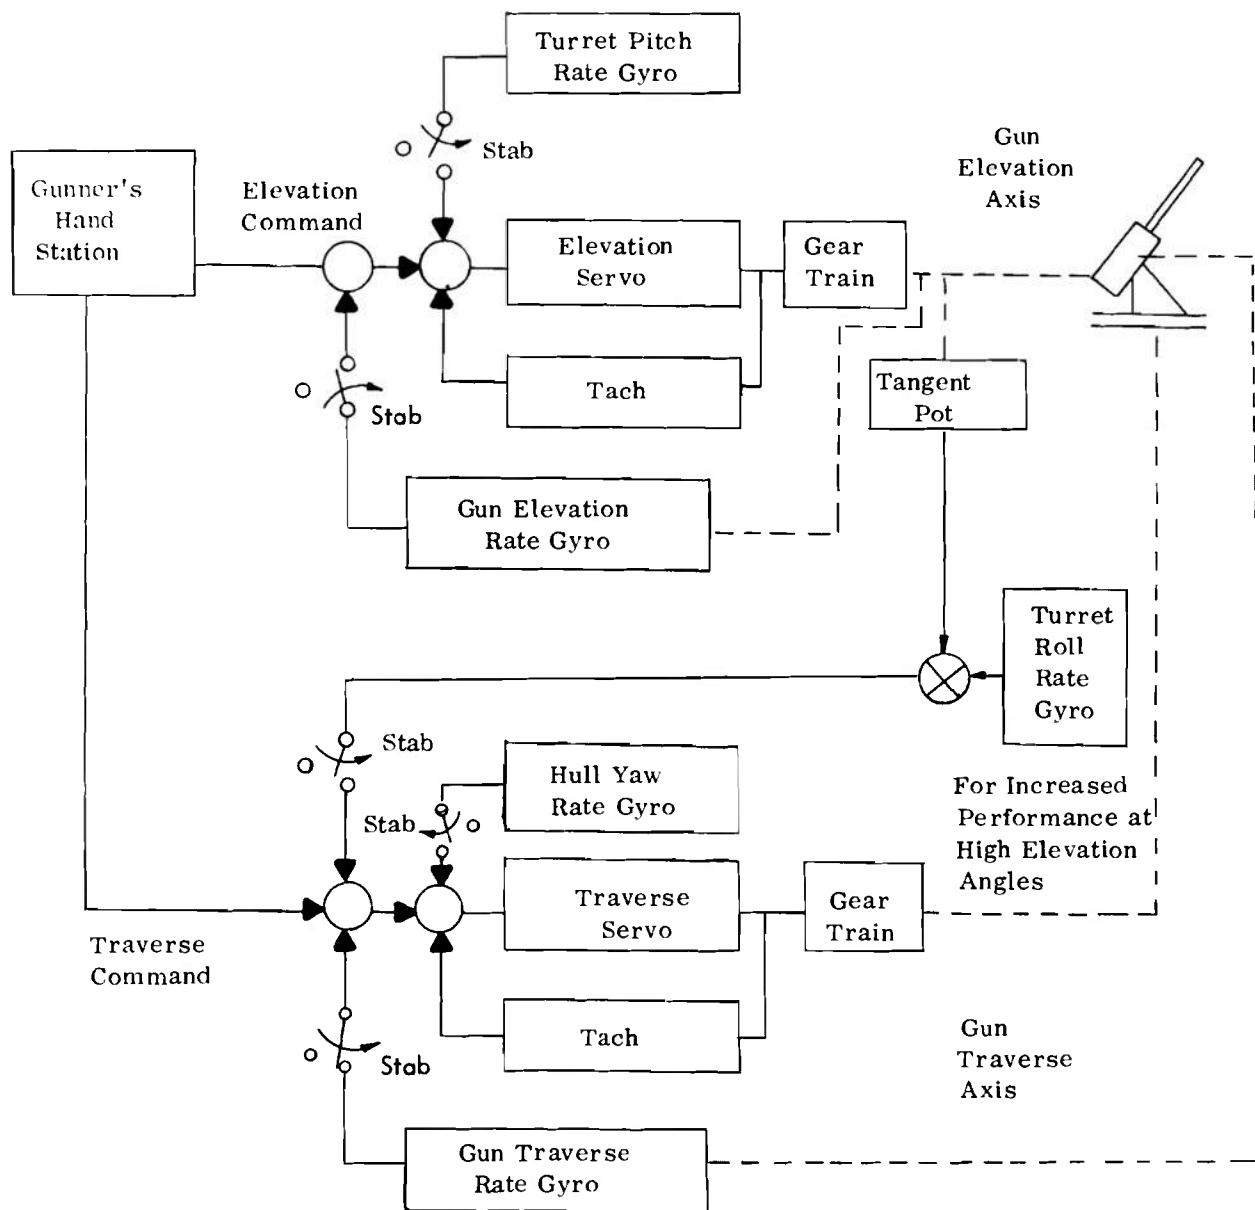 Turret Pitch
Rate Gyro
Stab
Gun
Elevation
Axis
Gunner's
Hand
Station
Elevation
Command
Elevation
Servo
Gear
Train
Stab
Tach
Tangent
Pot
Gun Elevation
Rate Gyro
Turret
Roll
Rate
Gyro
Stab
Hull Yaw
Rate Gyro
Stab
For Increased
Performance at
High Elevation
Angles
Traverse
Servo
Gear
Train
Traverse
Command
Tach
Stab
Gun
Traverse
Axis
Gun Traverse
Rate Gyro